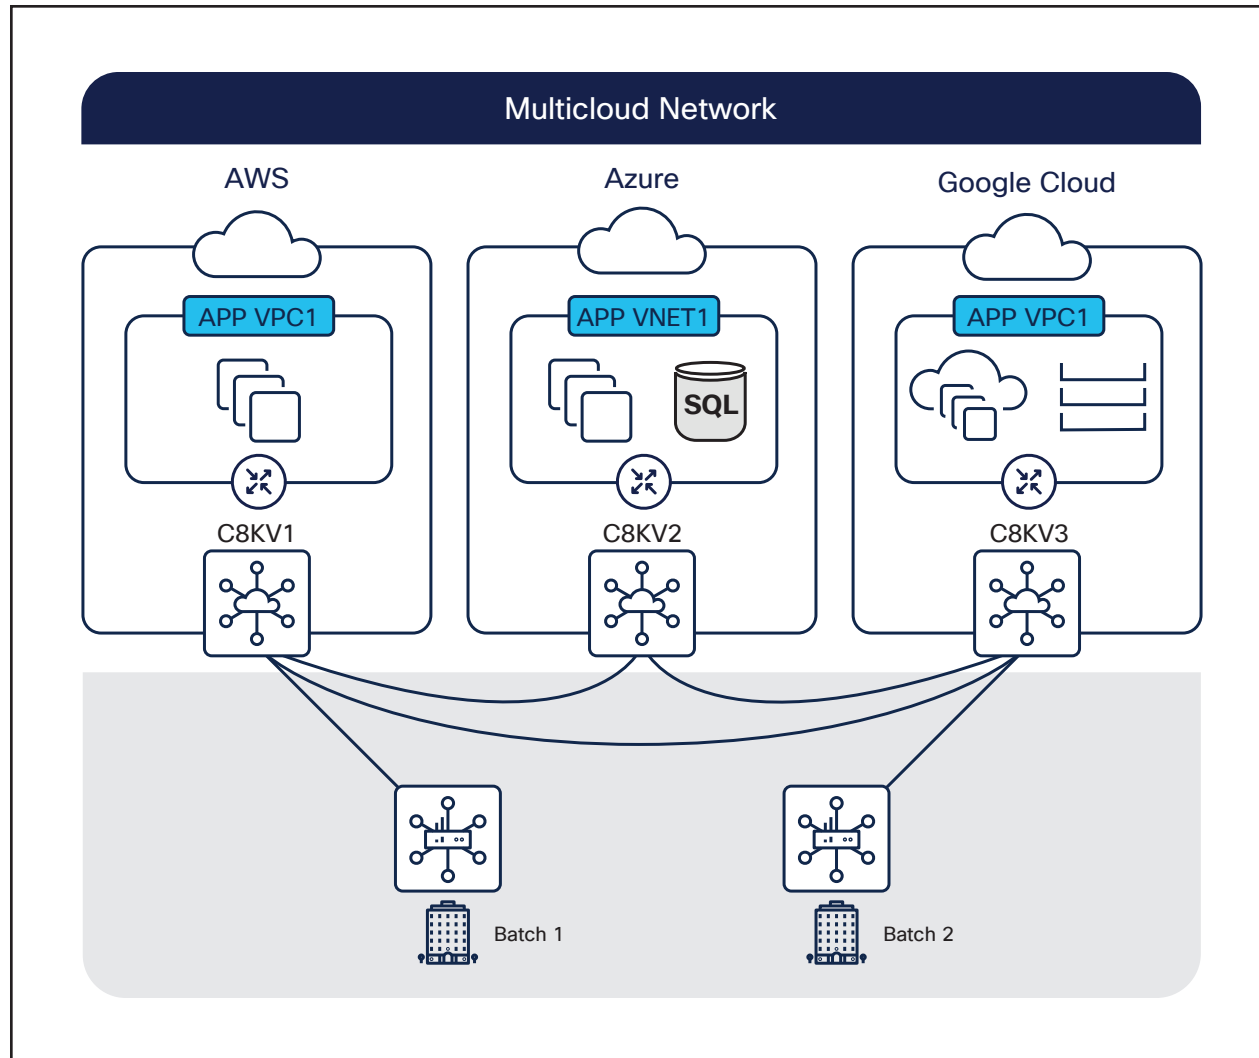 Multicloud Network
AWS
Azure
Google Cloud
APP VPC1
APP VNET1
APP VPC1
SQL
C8KV1
C8KV2
C8KV3
Batch 1
Batch 2